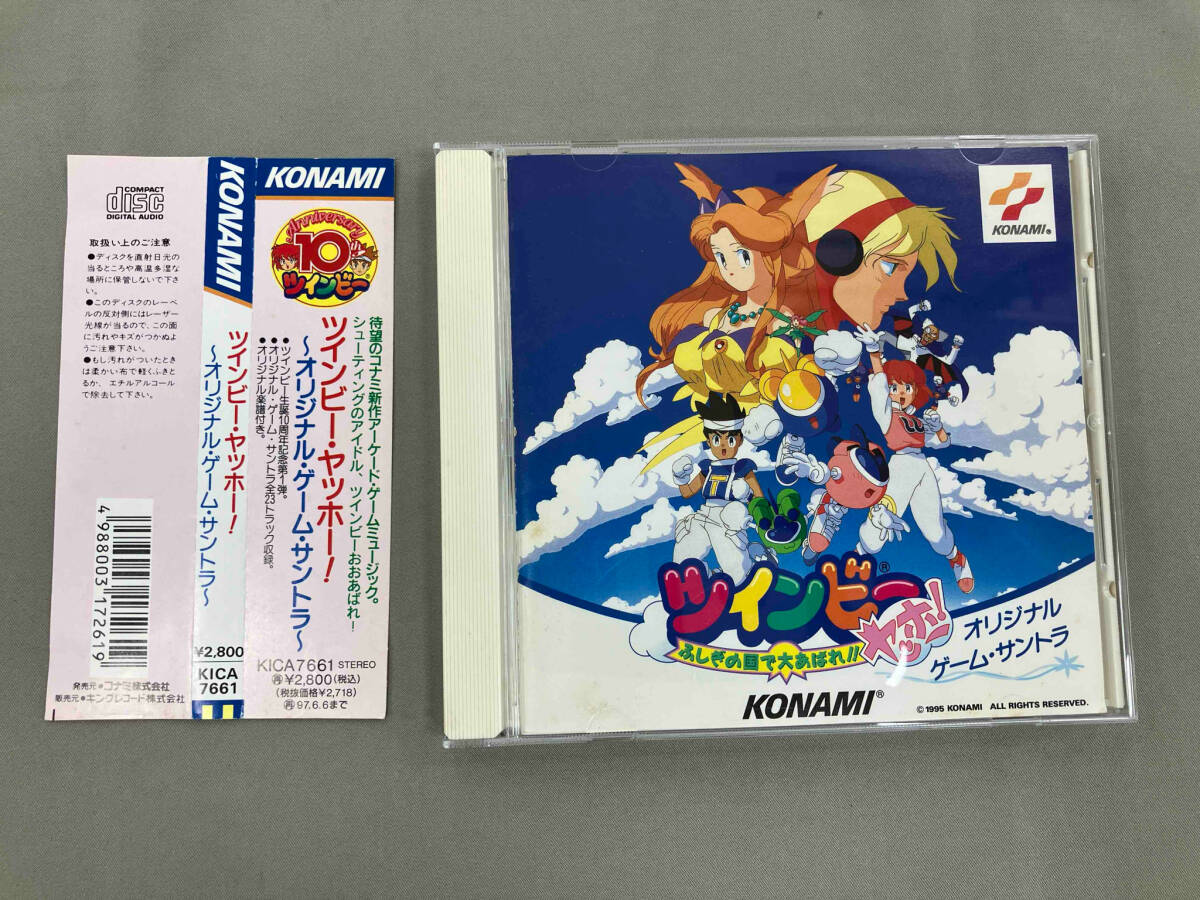 COMPACT
disc
DIGITAL AUDIO
取扱い上のご注意
●ディスクを直射日光の
当るところや高温多湿な
場所に保管しないで下さ
い。
●このディスクのレーベ
ルの反対側にはレーザー
光線が当るので、この面
に汚れやキズがつかぬよ
うご注意下さい。
●もし汚れがついたとき
は柔かい布で軽くふきと
るか、エチルアルコール
で除去して下さい。
4988003172619
発売元●コナミ株式会社
販売元●キングレコード株式会社
KONAMI
ツインビー・ヤッホー!
〜オリジナル・ゲーム・サントラ〜
¥2,800
KICA
7661
KONAMI
Anniversary
10th
ツインビー
待望のコナミ新作アーケード・ゲームミュージック。
シューティングのアイドル、ツインビーおおあばれ!
ツインビー・ヤッホー!
〜オリジナル・ゲーム・サントラ〜
●ツインビー生誕10周年記念第1弾。
●オリジナル・ゲーム・サントラ全23トラック収録。
●オリジナル楽譜付き。
KICA7661 STEREO
再¥2,800(税込)
(税抜価格¥2,718)
再97.6.6まで
KONAMI®
T
W
ツインビー®
ヤッホー!
ふしぎの国で大あばれ!!
オリジナル
ゲーム・サントラ
KONAMI®
©1995 KONAMI ALL RIGHTS RESERVED.